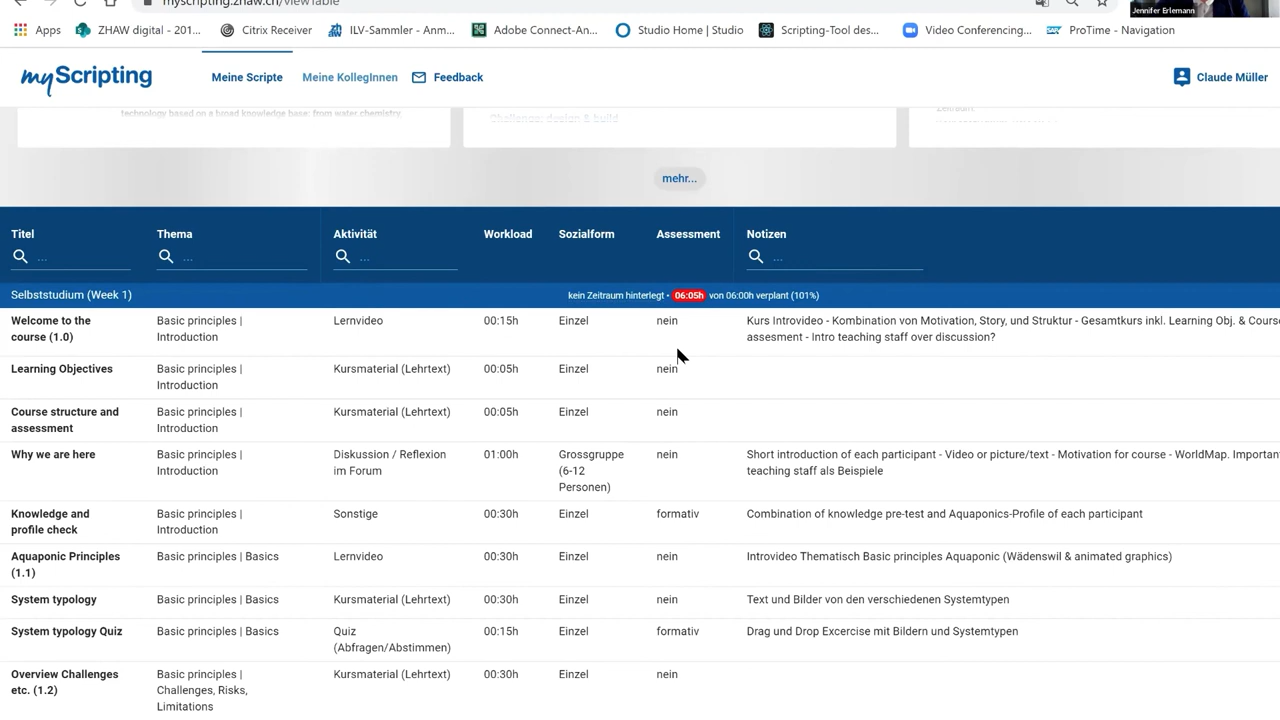 myscripting.zhaw.ch/viewTable
Jennifer Erlemann
Apps ZHAW digital - 201... Citrix Receiver ILV-Sammler - Anm... Adobe Connect-An... Studio Home | Studio Scripting-Tool des... Video Conferencing... ProTime - Navigation
myScripting Meine Scripte Meine KollegInnen Feedback Claude Müller
technology based on a broad knowledge base: from water chemistry,
Challenge: design & build
Zeitraum:
mehr...
Titel Thema Aktivität Workload Sozialform Assessment Notizen
... ... ... ...
Selbststudium (Week 1) kein Zeitraum hinterlegt • 06:05h von 06:00h verplant (101%)
Welcome to the Basic principles | Lernvideo 00:15h Einzel nein Kurs Introvideo - Kombination von Motivation, Story, und Struktur - Gesamtkurs inkl. Learning Obj. & Course
course (1.0) Introduction assesment - Intro teaching staff over discussion?
Learning Objectives Basic principles | Kursmaterial (Lehrtext) 00:05h Einzel nein
Introduction
Course structure and Basic principles | Kursmaterial (Lehrtext) 00:05h Einzel nein
assessment Introduction
Why we are here Basic principles | Diskussion / Reflexion 01:00h Grossgruppe nein Short introduction of each participant - Video or picture/text - Motivation for course - WorldMap. Important
Introduction im Forum (6-12 teaching staff als Beispiele
Personen)
Knowledge and Basic principles | Sonstige 00:30h Einzel formativ Combination of knowledge pre-test and Aquaponics-Profile of each participant
profile check Introduction
Aquaponic Principles Basic principles | Basics Lernvideo 00:30h Einzel nein Introvideo Thematisch Basic principles Aquaponic (Wädenswil & animated graphics)
(1.1)
System typology Basic principles | Basics Kursmaterial (Lehrtext) 00:30h Einzel nein Text und Bilder von den verschiedenen Systemtypen
System typology Quiz Basic principles | Basics Quiz 00:15h Einzel formativ Drag und Drop Excercise mit Bildern und Systemtypen
(Abfragen/Abstimmen)
Overview Challenges Basic principles | Kursmaterial (Lehrtext) 00:30h Einzel nein
etc. (1.2) Challenges, Risks,
Limitations